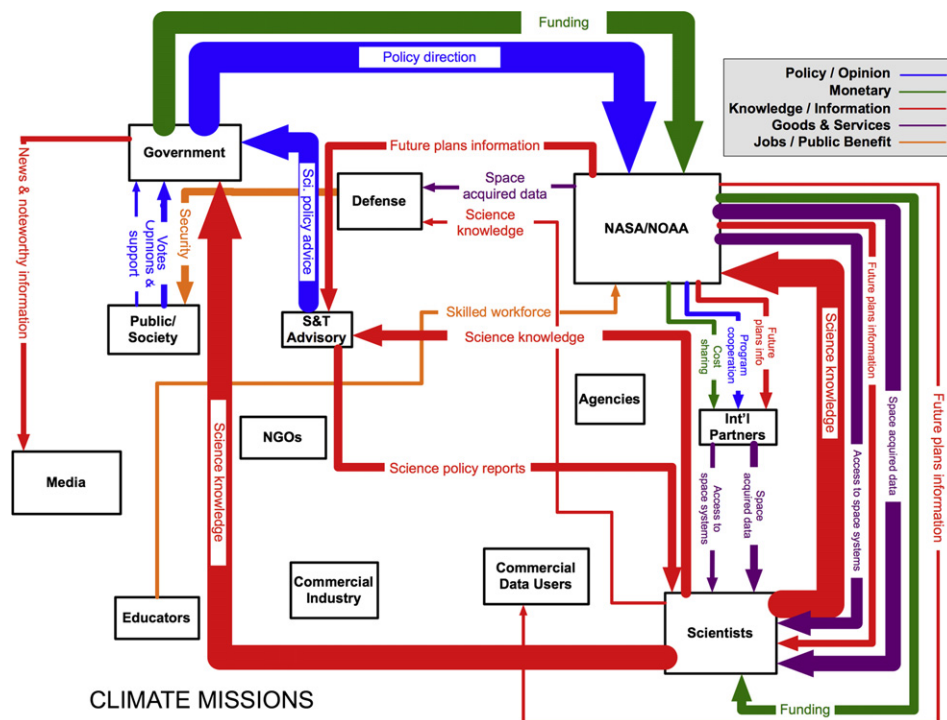 Funding
Policy direction
Policy / Opinion
Monetary
Knowledge / Information
Goods & Services
Jobs / Public Benefit
Government
Future plans information
Space
acquired data
Defense
Science
knowledge
NASA/NOAA
News & noteworthy information
Opinions &
support
Votes
Security
Sci. policy advice
Public/
Society
S&T
Advisory
Skilled workforce
Science knowledge
Cost
sharing
Program
cooperation
Future
plans info
Science knowledge
Future plans information
Space acquired data
Access to space systems
Future plans information
Agencies
Int'l
Partners
NGOs
Media
Science knowledge
Science policy reports
Access to
space systems
Space
acquired data
Commercial
Industry
Commercial
Data Users
Educators
Scientists
CLIMATE MISSIONS
Funding